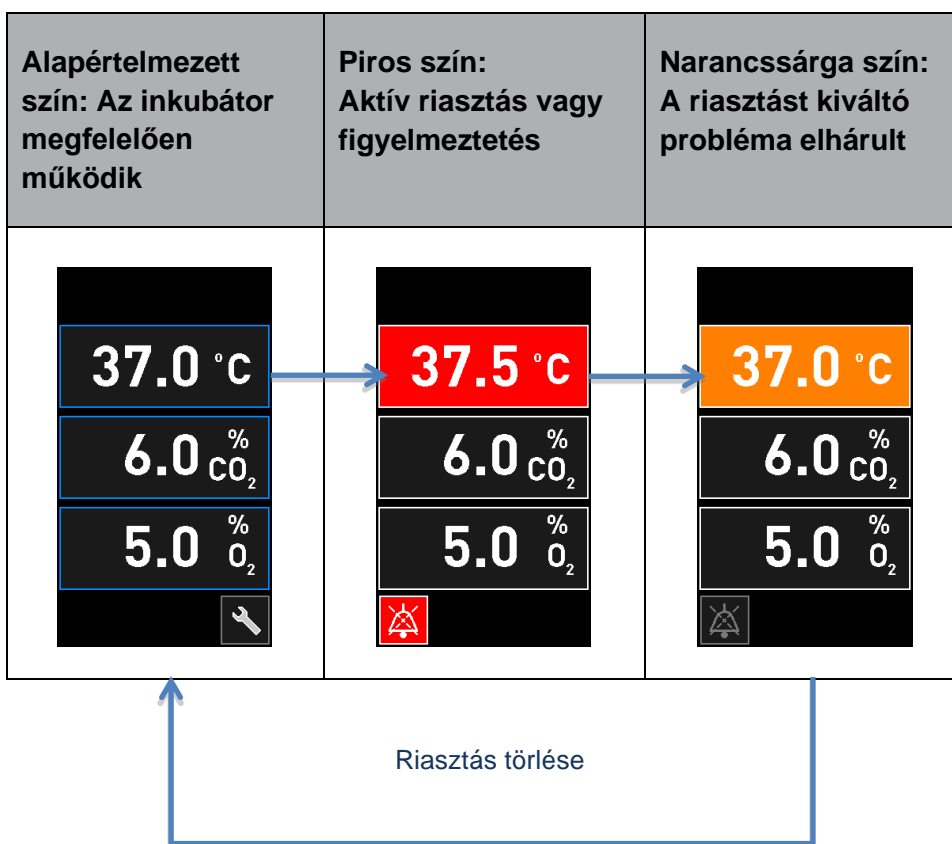 Alapértelmezett
szín: Az inkubátor
megfelelően
működik
Piros szín:
Aktív riasztás vagy
figyelmeztetés
Narancssárga szín:
A riasztást kiváltó
probléma elhárult
37.0 °C
6.0 % CO₂
5.0 % O₂
37.5 °C
6.0 % CO₂
5.0 % O₂
37.0 °C
6.0 % CO₂
5.0 % O₂
Riasztás törlése